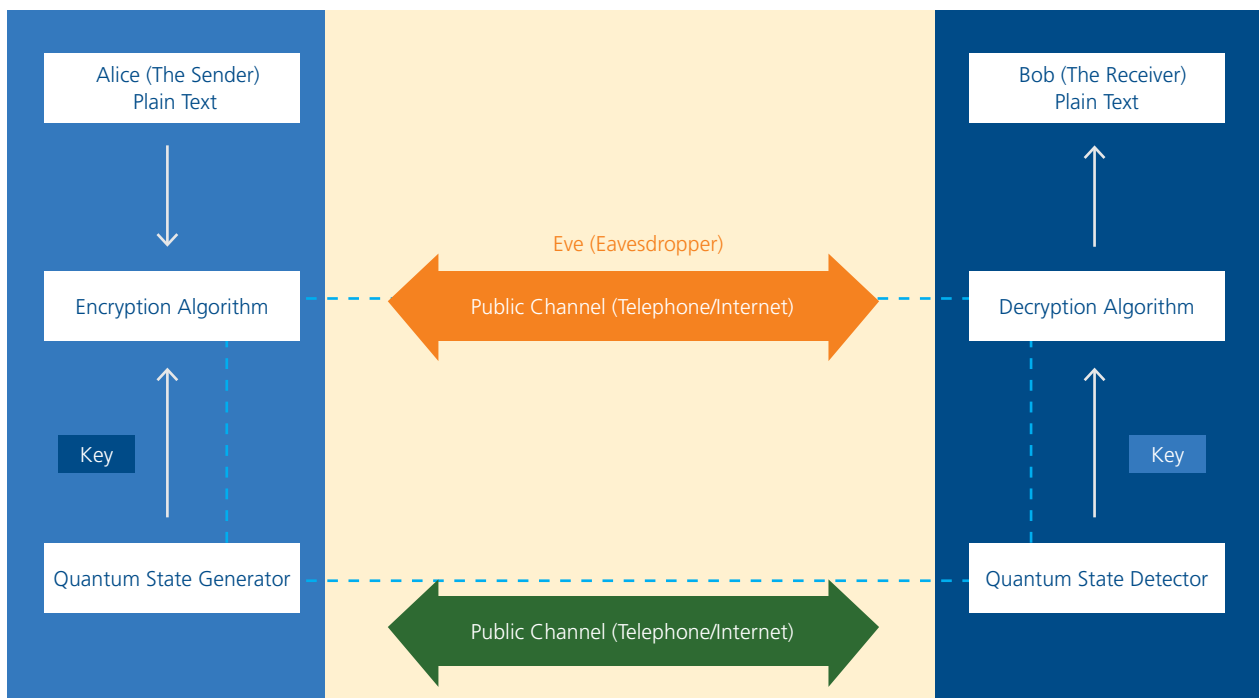 Alice (The Sender)
Plain Text
Bob (The Receiver)
Plain Text
Eve (Eavesdropper)
Encryption Algorithm
Public Channel (Telephone/Internet)
Decryption Algorithm
Key
Key
Quantum State Generator
Quantum State Detector
Public Channel (Telephone/Internet)